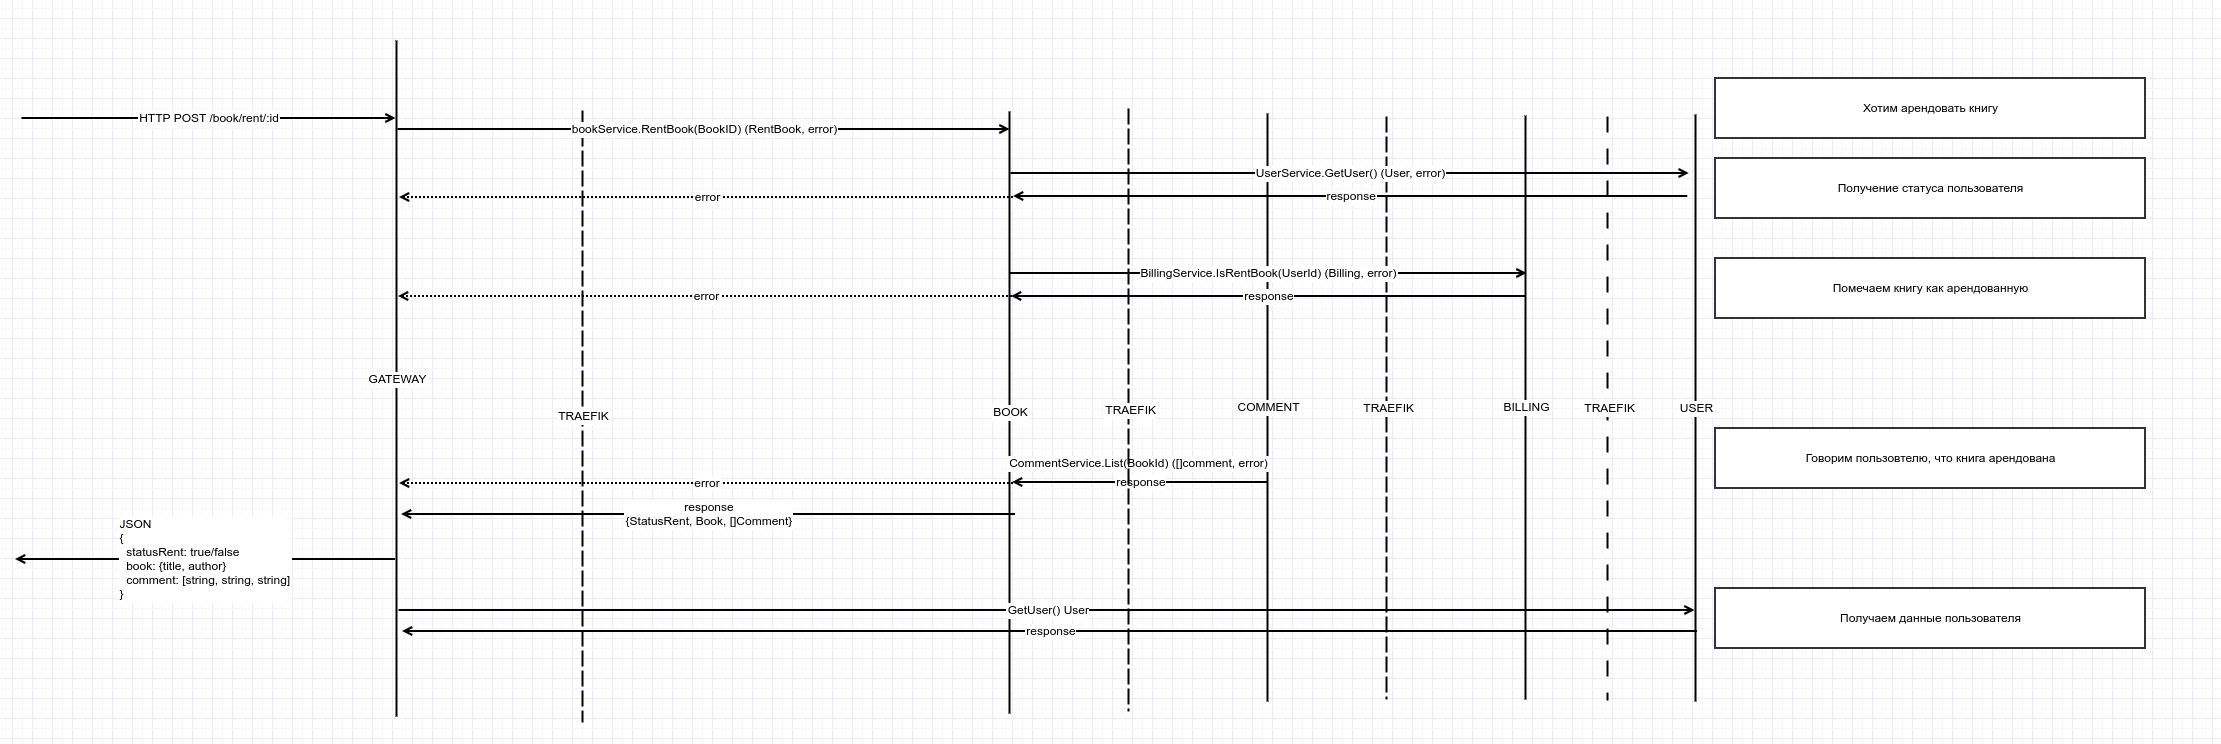 Хотим арендовать книгу
HTTP POST /book/rent/:id
bookService.RentBook(BookID) (RentBook, error)
UserService.GetUser() (User, error)
Получение статуса пользователя
error
response
BillingService.IsRentBook(UserId) (Billing, error)
Помечаем книгу как арендованную
error
response
GATEWAY
TRAEFIK
BOOK
TRAEFIK
COMMENT
TRAEFIK
BILLING
TRAEFIK
USER
CommentService.List(BookId) ([]comment, error)
Говорим пользовтелю, что книга арендована
error
response
response
{StatusRent, Book, []Comment}
JSON
{
statusRent: true/false
book: {title, author}
comment: [string, string, string]
}
GetUser() User
Получаем данные пользователя
response